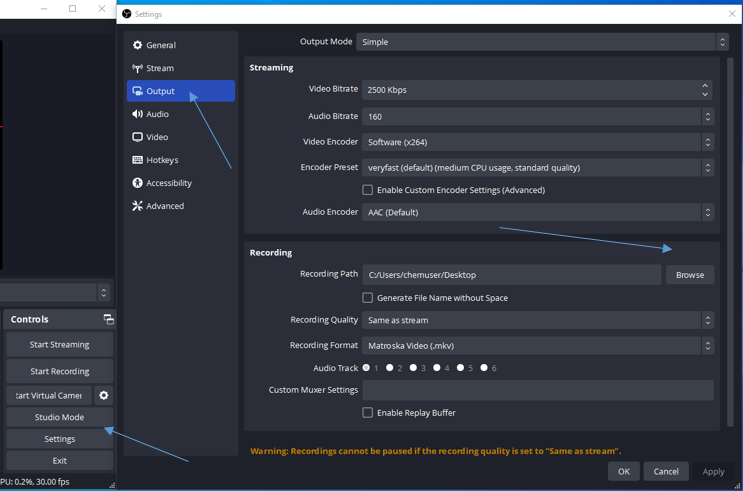 Settings
General
Stream
Output
Audio
Video
Hotkeys
Accessibility
Advanced
Output Mode Simple
Streaming
Video Bitrate 2500 Kbps
Audio Bitrate 160
Video Encoder Software (x264)
Encoder Preset veryfast (default) (medium CPU usage, standard quality)
Enable Custom Encoder Settings (Advanced)
Audio Encoder AAC (Default)
Recording
Recording Path C:/Users/chemuser/Desktop Browse
Generate File Name without Space
Recording Quality Same as stream
Recording Format Matroska Video (.mkv)
Audio Track 1 2 3 4 5 6
Custom Muxer Settings
Enable Replay Buffer
Warning: Recordings cannot be paused if the recording quality is set to "Same as stream".
OK Cancel Apply
Controls
Start Streaming
Start Recording
tart Virtual Camer
Studio Mode
Settings
Exit
PU: 0.2%, 30.00 fps